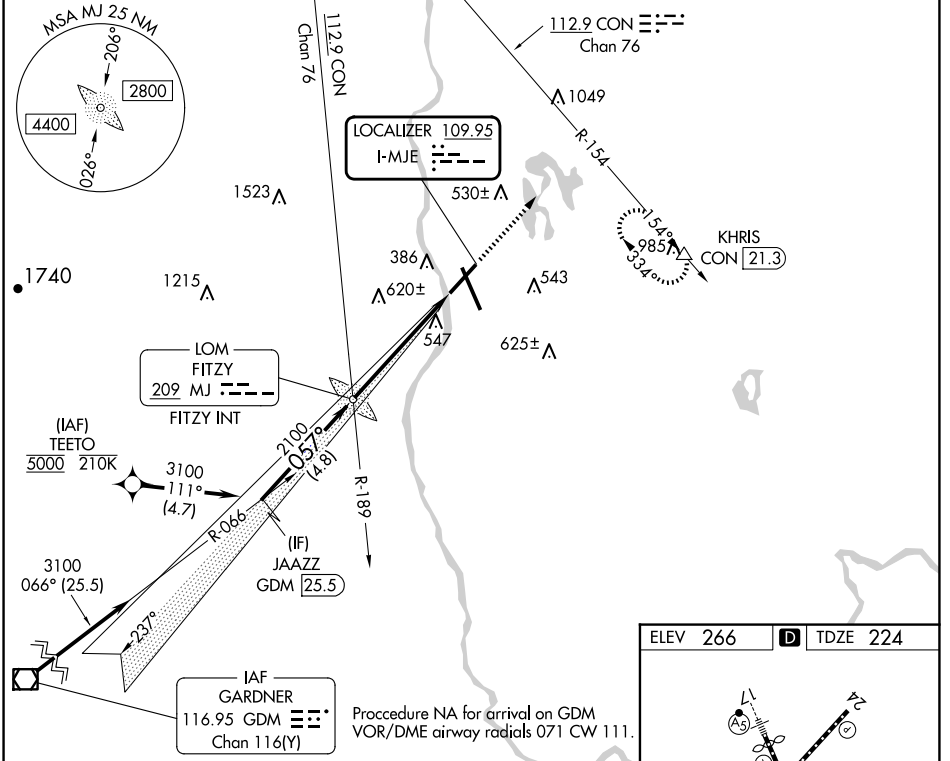 MSA MJ 25 NM
206°
2800
4400
026°
112.9 CON
Chan 76
112.9 CON
Chan 76
1049
R-154
LOCALIZER 109.95
I-MJE
1523
530±
154°
985
334°
KHRIS
CON 21.3
386
1740
1215
620±
543
547
625±
LOM
FITZY
209 MJ
FITZY INT
(IAF)
TEETO
5000 210K
2100
057°
(4.8)
3100
111°
(4.7)
R-066
R-189
(IF)
JAAZZ
GDM 25.5
3100
066° (25.5)
237°
IAF
GARDNER
116.95 GDM
Chan 116(Y)
Proccedure NA for arrival on GDM
VOR/DME airway radials 071 CW 111.
ELEV 266 D TDZE 224
17
24
A5
P